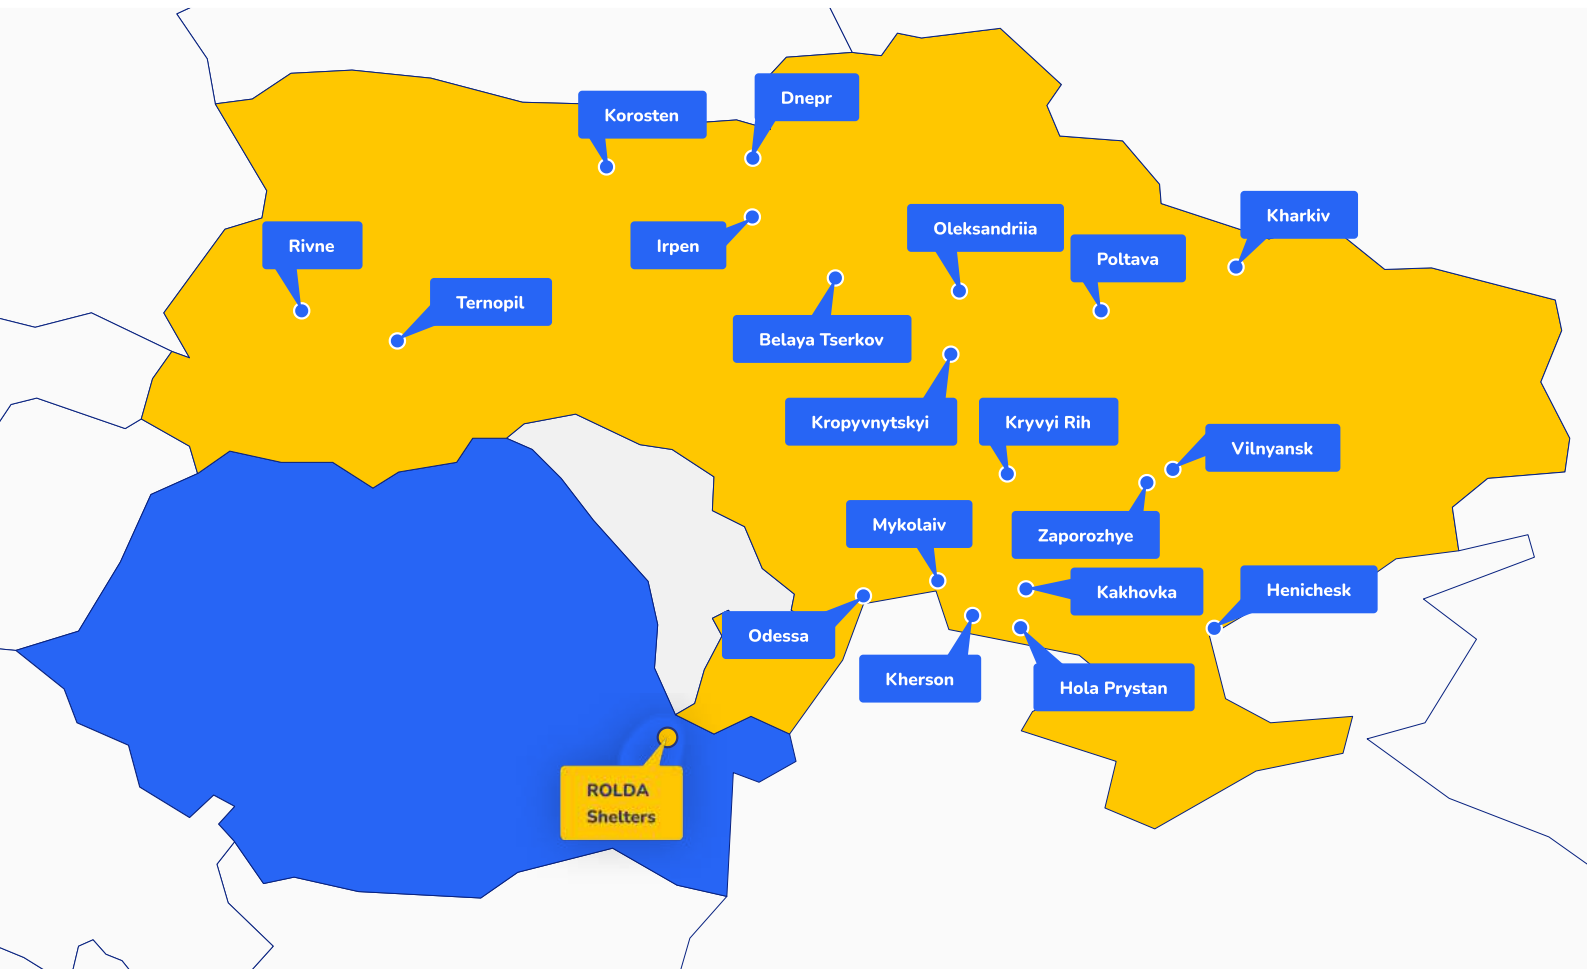 Dnepr
Korosten
Kharkiv
Oleksandriia
Rivne
Irpen
Poltava
Ternopil
Belaya Tserkov
Kropyvnytskyi
Kryvyi Rih
Vilnyansk
Mykolaiv
Zaporozhye
Henichesk
Kakhovka
Odessa
Kherson
Hola Prystan
ROLDA
Shelters